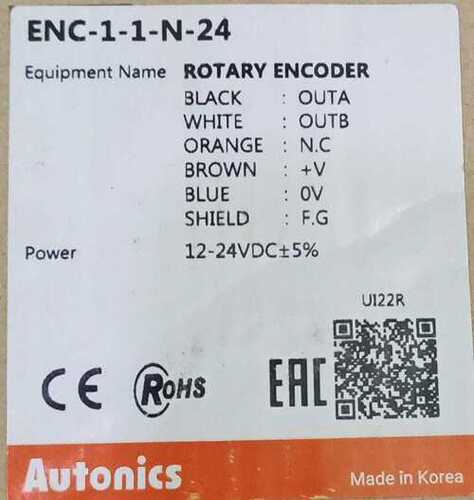 ENC-1-1-N-24
Equipment Name ROTARY ENCODER
BLACK : OUTA
WHITE : OUTB
ORANGE : N.C
BROWN : +V
BLUE : 0V
SHIELD : F.G
Power 12-24VDC±5%
UI22R
CE RoHS EAC
Autonics Made in Korea